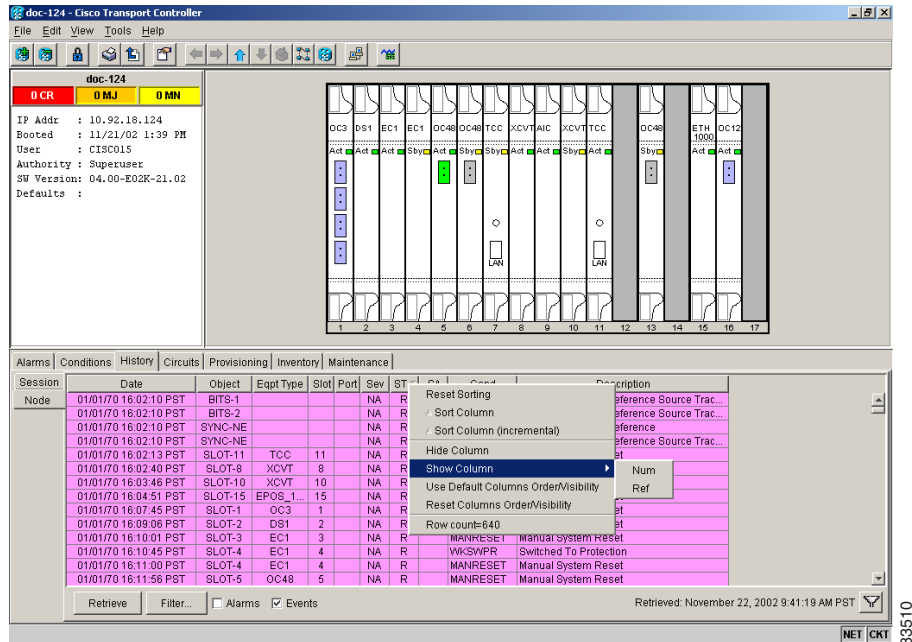 doc-124 - Cisco Transport Controller
File Edit View Tools Help
doc-124
0 CR 0 MJ 0 MN
IP Addr : 10.92.18.124
Booted : 11/21/02 1:39 PM
User : CISCO15
Authority : Superuser
SW Version: 04.00-E02K-21.02
Defaults :
OC3 DS1 EC1 EC1 OC48 OC48 TCC XCVT AIC XCVT TCC OC48 ETH 1000 OC12
Act Act Act Sby Act Sby Sby Act Act Sby Act Sby Act Act
LAN LAN
1 2 3 4 5 6 7 8 9 10 11 12 13 14 15 16 17
Alarms Conditions History Circuits Provisioning Inventory Maintenance
Session
Node
Date Object Eqpt Type Slot Port Sev ST Description
01/01/70 16:02:10 PST BITS-1 NA R eference Source Trac...
01/01/70 16:02:10 PST BITS-2 NA R
01/01/70 16:02:10 PST SYNC-NE NA R eference
01/01/70 16:02:10 PST SYNC-NE NA R eference Source Trac...
01/01/70 16:02:13 PST SLOT-11 TCC 11 NA R et
01/01/70 16:02:40 PST SLOT-8 XCVT 8 NA R
01/01/70 16:03:46 PST SLOT-10 XCVT 10 NA R
01/01/70 16:04:51 PST SLOT-15 EPOS_1... 15 NA R
01/01/70 16:07:45 PST SLOT-1 OC3 1 NA R et
01/01/70 16:09:06 PST SLOT-2 DS1 2 NA R et
01/01/70 16:10:01 PST SLOT-3 EC1 3 NA R MANRESET Manual System Reset
01/01/70 16:10:45 PST SLOT-4 EC1 4 NA R WKSWPR Switched To Protection
01/01/70 16:11:00 PST SLOT-4 EC1 4 NA R MANRESET Manual System Reset
01/01/70 16:11:56 PST SLOT-5 OC48 5 NA R MANRESET Manual System Reset
Reset Sorting
Sort Column
Sort Column (incremental)
Hide Column
Show Column
Use Default Columns Order/Visibility
Reset Columns Order/Visibility
Row count=640
Num
Ref
Retrieve Filter... Alarms Events Retrieved: November 22, 2002 9:41:19 AM PST
NET CKT
83510